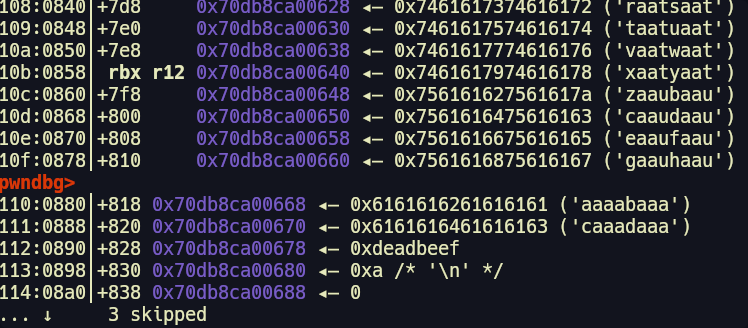 108:0840│+7d8     0x70db8ca00628 ◂— 0x7461617374616172 ('raatsaat')
109:0848│+7e0     0x70db8ca00630 ◂— 0x7461617574616174 ('taatuaat')
10a:0850│+7e8     0x70db8ca00638 ◂— 0x7461617774616176 ('vaatwaat')
10b:0858│ rbx r12 0x70db8ca00640 ◂— 0x7461617974616178 ('xaatyaat')
10c:0860│+7f8     0x70db8ca00648 ◂— 0x756161627561617a ('zaaubaau')
10d:0868│+800     0x70db8ca00650 ◂— 0x7561616475616163 ('caaudaau')
10e:0870│+808     0x70db8ca00658 ◂— 0x7561616675616165 ('eaaufaau')
10f:0878│+810     0x70db8ca00660 ◂— 0x7561616875616167 ('gaauhaau')
pwndbg>
110:0880│+818 0x70db8ca00668 ◂— 0x6161616261616161 ('aaaabaaa')
111:0888│+820 0x70db8ca00670 ◂— 0x6161616461616163 ('caaadaaa')
112:0890│+828 0x70db8ca00678 ◂— 0xdeadbeef
113:0898│+830 0x70db8ca00680 ◂— 0xa /* '\n' */
114:08a0│+838 0x70db8ca00688 ◂— 0
... ↓     3 skipped